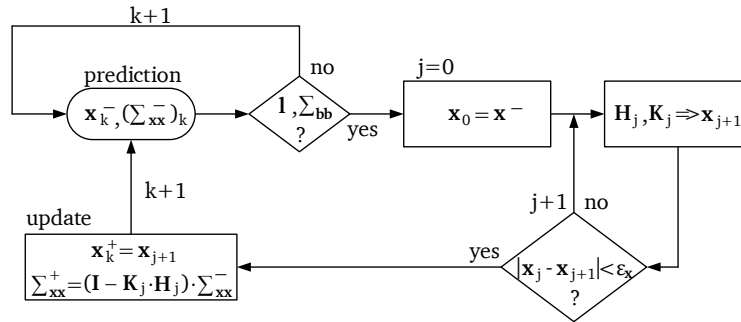 k+1
prediction
x_k^-, (∑_xx^-)_k
no
l, ∑_bb
?
yes
j=0
x_0 = x^-
H_j, K_j => x_{j+1}
k+1
j+1
no
update
x_k^+ = x_{j+1}
∑_xx^+ = (I − K_j · H_j) · ∑_xx^-
yes
|x_j - x_{j+1}| < ε_x
?